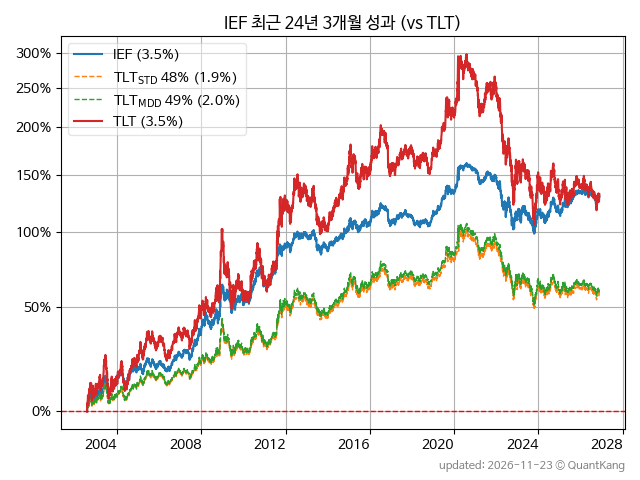 IEF 최근 24년 3개월 성과 (vs TLT)
300%
250%
200%
150%
100%
50%
0%
IEF (3.5%)
TLT_STD 48% (1.9%)
TLT_MDD 49% (2.0%)
TLT (3.5%)
2004 2008 2012 2016 2020 2024 2028
updated: 2026-11-23 © QuantKang